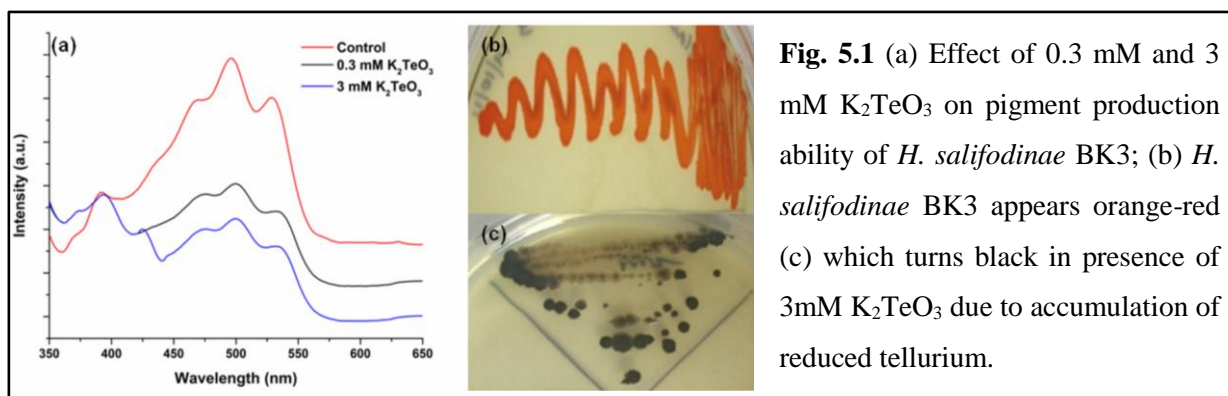 (a)
Control
0.3 mM K₂TeO₃
3 mM K₂TeO₃
Intensity (a.u.)
350 400 450 500 550 600 650
Wavelength (nm)
(b)
(c)
Fig. 5.1 (a) Effect of 0.3 mM and 3
mM K₂TeO₃ on pigment production
ability of H. salifodinae BK3; (b) H.
salifodinae BK3 appears orange-red
(c) which turns black in presence of
3mM K₂TeO₃ due to accumulation of
reduced tellurium.